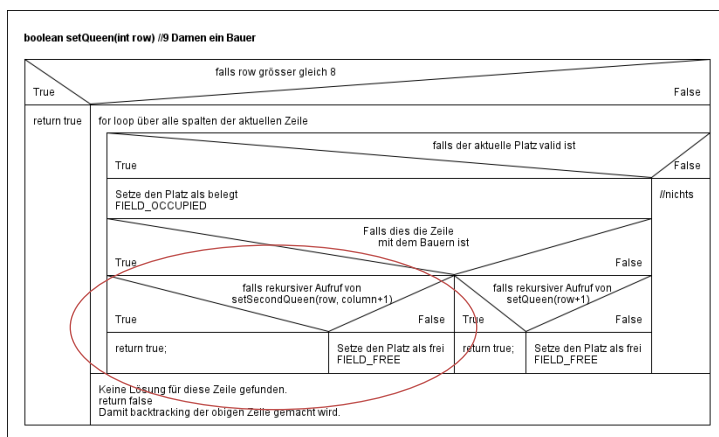 boolean setQueen(int row) //9 Damen ein Bauer
falls row grösser gleich 8
True
False
return true
for loop über alle spalten der aktuellen Zeile
falls der aktuelle Platz valid ist
True
False
Setze den Platz als belegt
FIELD_OCCUPIED
//nichts
Falls dies die Zeile
mit dem Bauern ist
True
False
falls rekursiver Aufruf von
setSecondQueen(row, column+1)
True
False
falls rekursiver Aufruf von
setQueen(row+1)
True
False
return true;
Setze den Platz als frei
FIELD_FREE
return true;
Setze den Platz als frei
FIELD_FREE
Keine Lösung für diese Zeile gefunden.
return false
Damit backtracking der obigen Zeile gemacht wird.